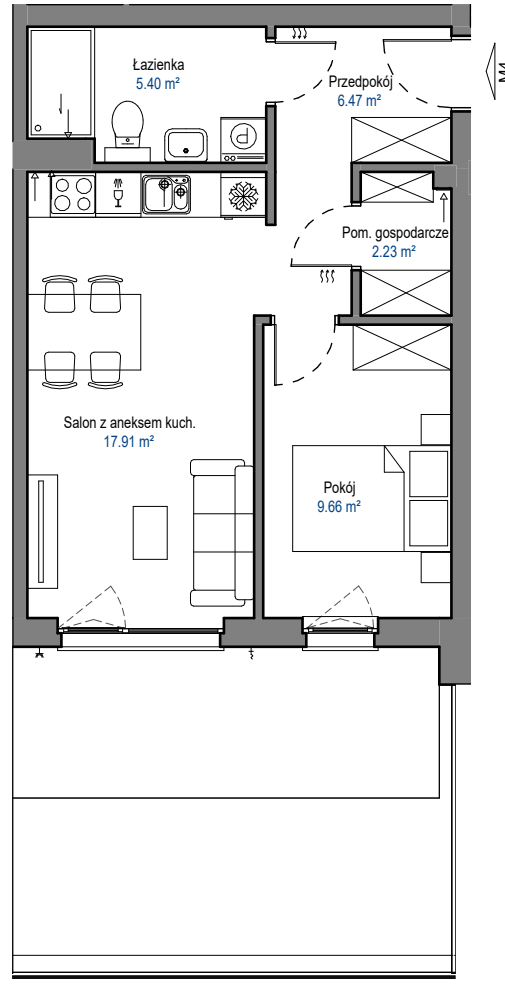 Łazienka
5.40 m²
Przedpokój
6.47 m²
M4
Pom. gospodarcze
2.23 m²
Salon z aneksem kuch.
17.91 m²
Pokój
9.66 m²